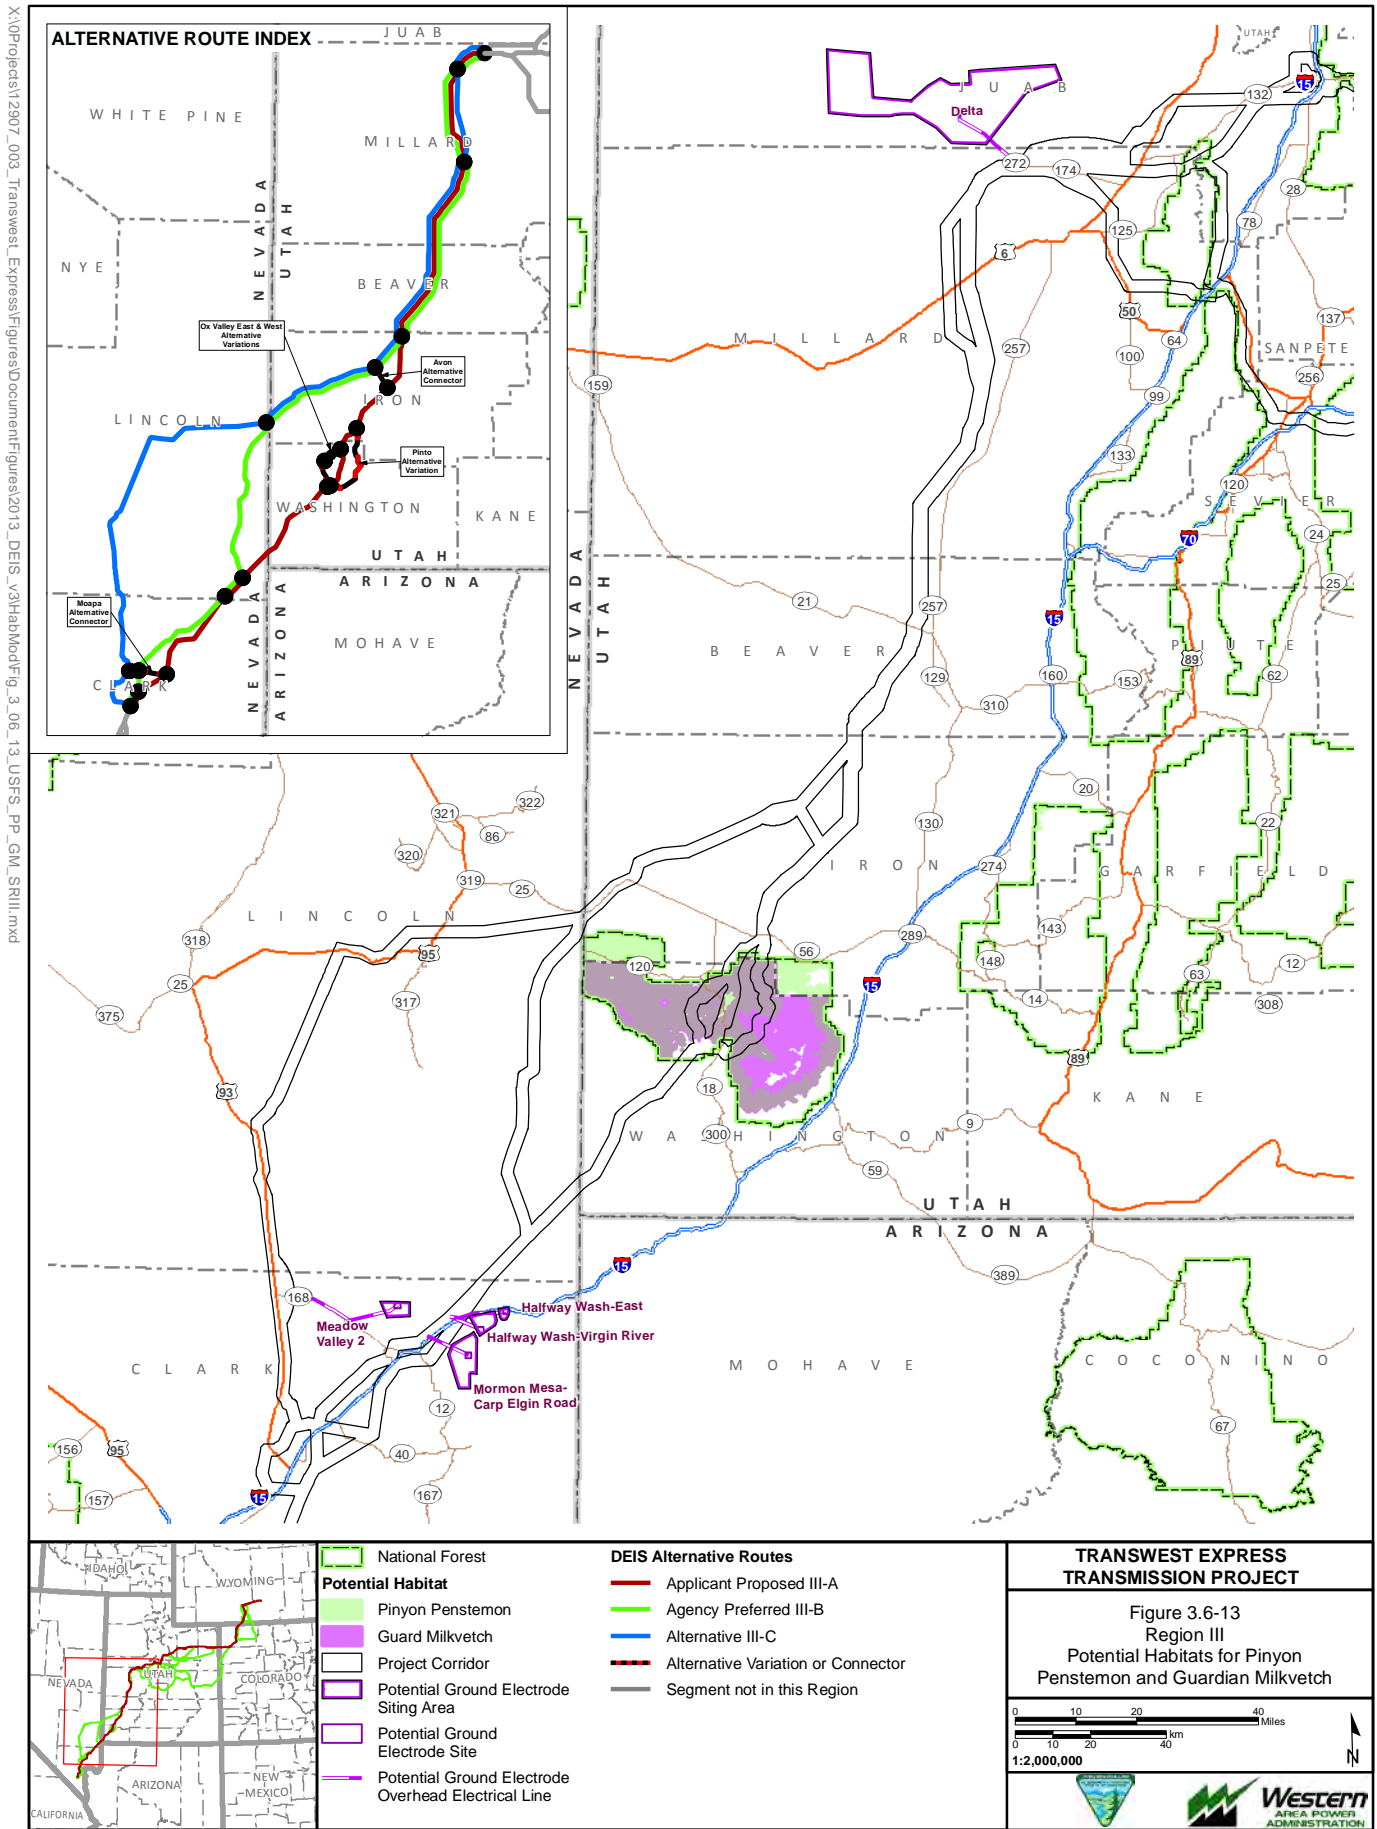 X:\0Projects\12907_003_Transwest_Express\Figures\DocumentFigures\2013_DEIS_v3\HabMod\Fig_3_06_13_USFS_PP_GM_SRIII.mxd
ALTERNATIVE ROUTE INDEX
JUAB
WHITE PINE
MILLARD
NEVADA
UTAH
NYE
BEAVER
Ox Valley East & West
Alternative
Variations
Avon
Alternative
Connector
IRON
LINCOLN
Pinto
Alternative
Variation
WASHINGTON
KANE
UTAH
ARIZONA
Moapa
Alternative
Connector
MOHAVE
CLARK
NEVADA
ARIZONA
UTAH
JUAB
Delta
15
132
272
174
28
125
78
6
50
137
MILLARD
257
64
100
SANPETE
256
159
99
133
120
SEVIER
70
24
NEVADA
UTAH
25
21
257
15
BEAVER
PIUTE
89
129
160
153
62
310
322
321
86
320
20
130
22
319
25
IRON
274
GARFIELD
LINCOLN
318
95
289
143
56
148
12
120
63
25
15
14
308
317
375
93
18
89
KANE
300
WASHINGTON
9
59
UTAH
ARIZONA
15
389
168
Halfway Wash-East
Meadow
Valley 2
Halfway Wash-Virgin River
CLARK
MOHAVE
COCONINO
Mormon Mesa-
Carp Elgin Road
12
67
156
95
40
157
15
167
IDAHO
WYOMING
UTAH
NEVADA
COLORADO
ARIZONA
NEW
MEXICO
CALIFORNIA
National Forest
Potential Habitat
Pinyon Penstemon
Guard Milkvetch
Project Corridor
Potential Ground Electrode
Siting Area
Potential Ground
Electrode Site
Potential Ground Electrode
Overhead Electrical Line
DEIS Alternative Routes
Applicant Proposed III-A
Agency Preferred III-B
Alternative III-C
Alternative Variation or Connector
Segment not in this Region
TRANSWEST EXPRESS
TRANSMISSION PROJECT
Figure 3.6-13
Region III
Potential Habitats for Pinyon
Penstemon and Guardian Milkvetch
0 10 20 40
Miles
km
0 10 20 40
1:2,000,000
N
Western
AREA POWER
ADMINISTRATION